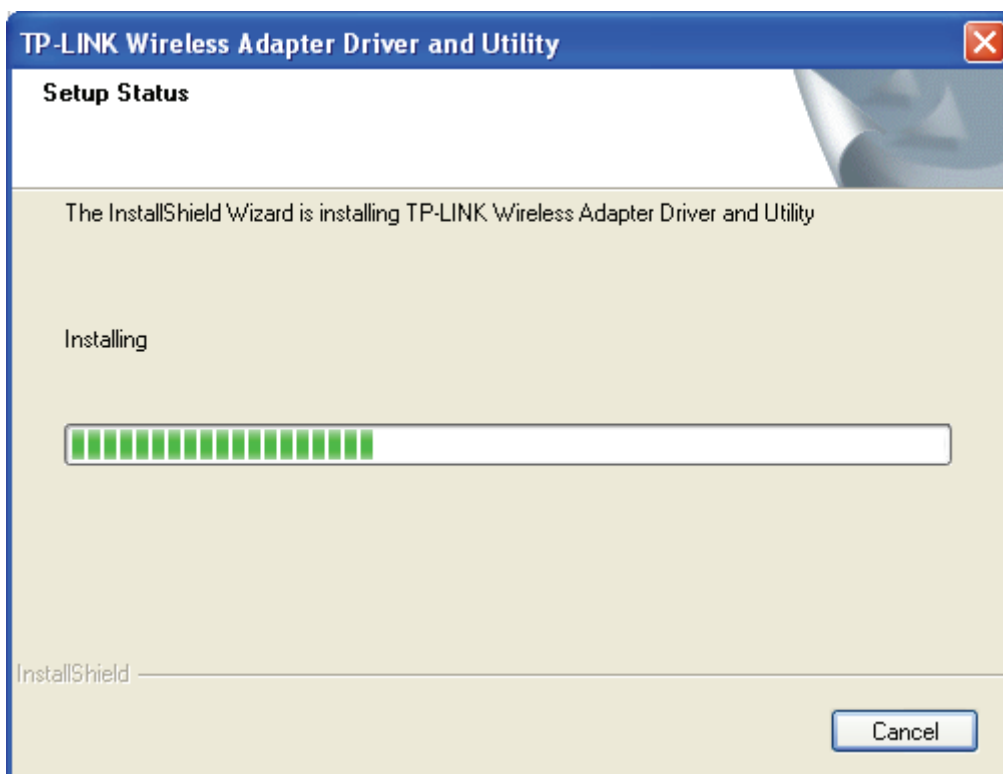 TP-LINK Wireless Adapter Driver and Utility
Setup Status
The InstallShield Wizard is installing TP-LINK Wireless Adapter Driver and Utility
Installing
InstallShield
Cancel